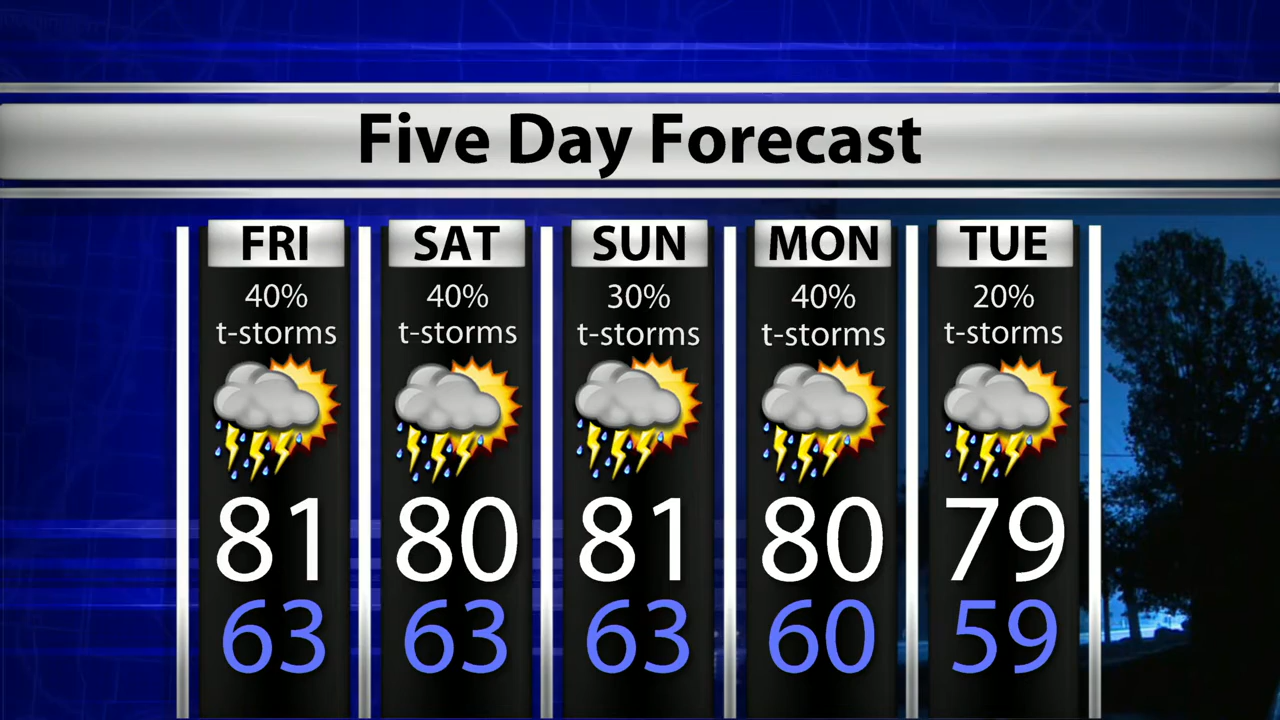 Five Day Forecast
FRI SAT SUN MON TUE
40% 40% 30% 40% 20%
t-storms t-storms t-storms t-storms t-storms
81 80 81 80 79
63 63 63 60 59